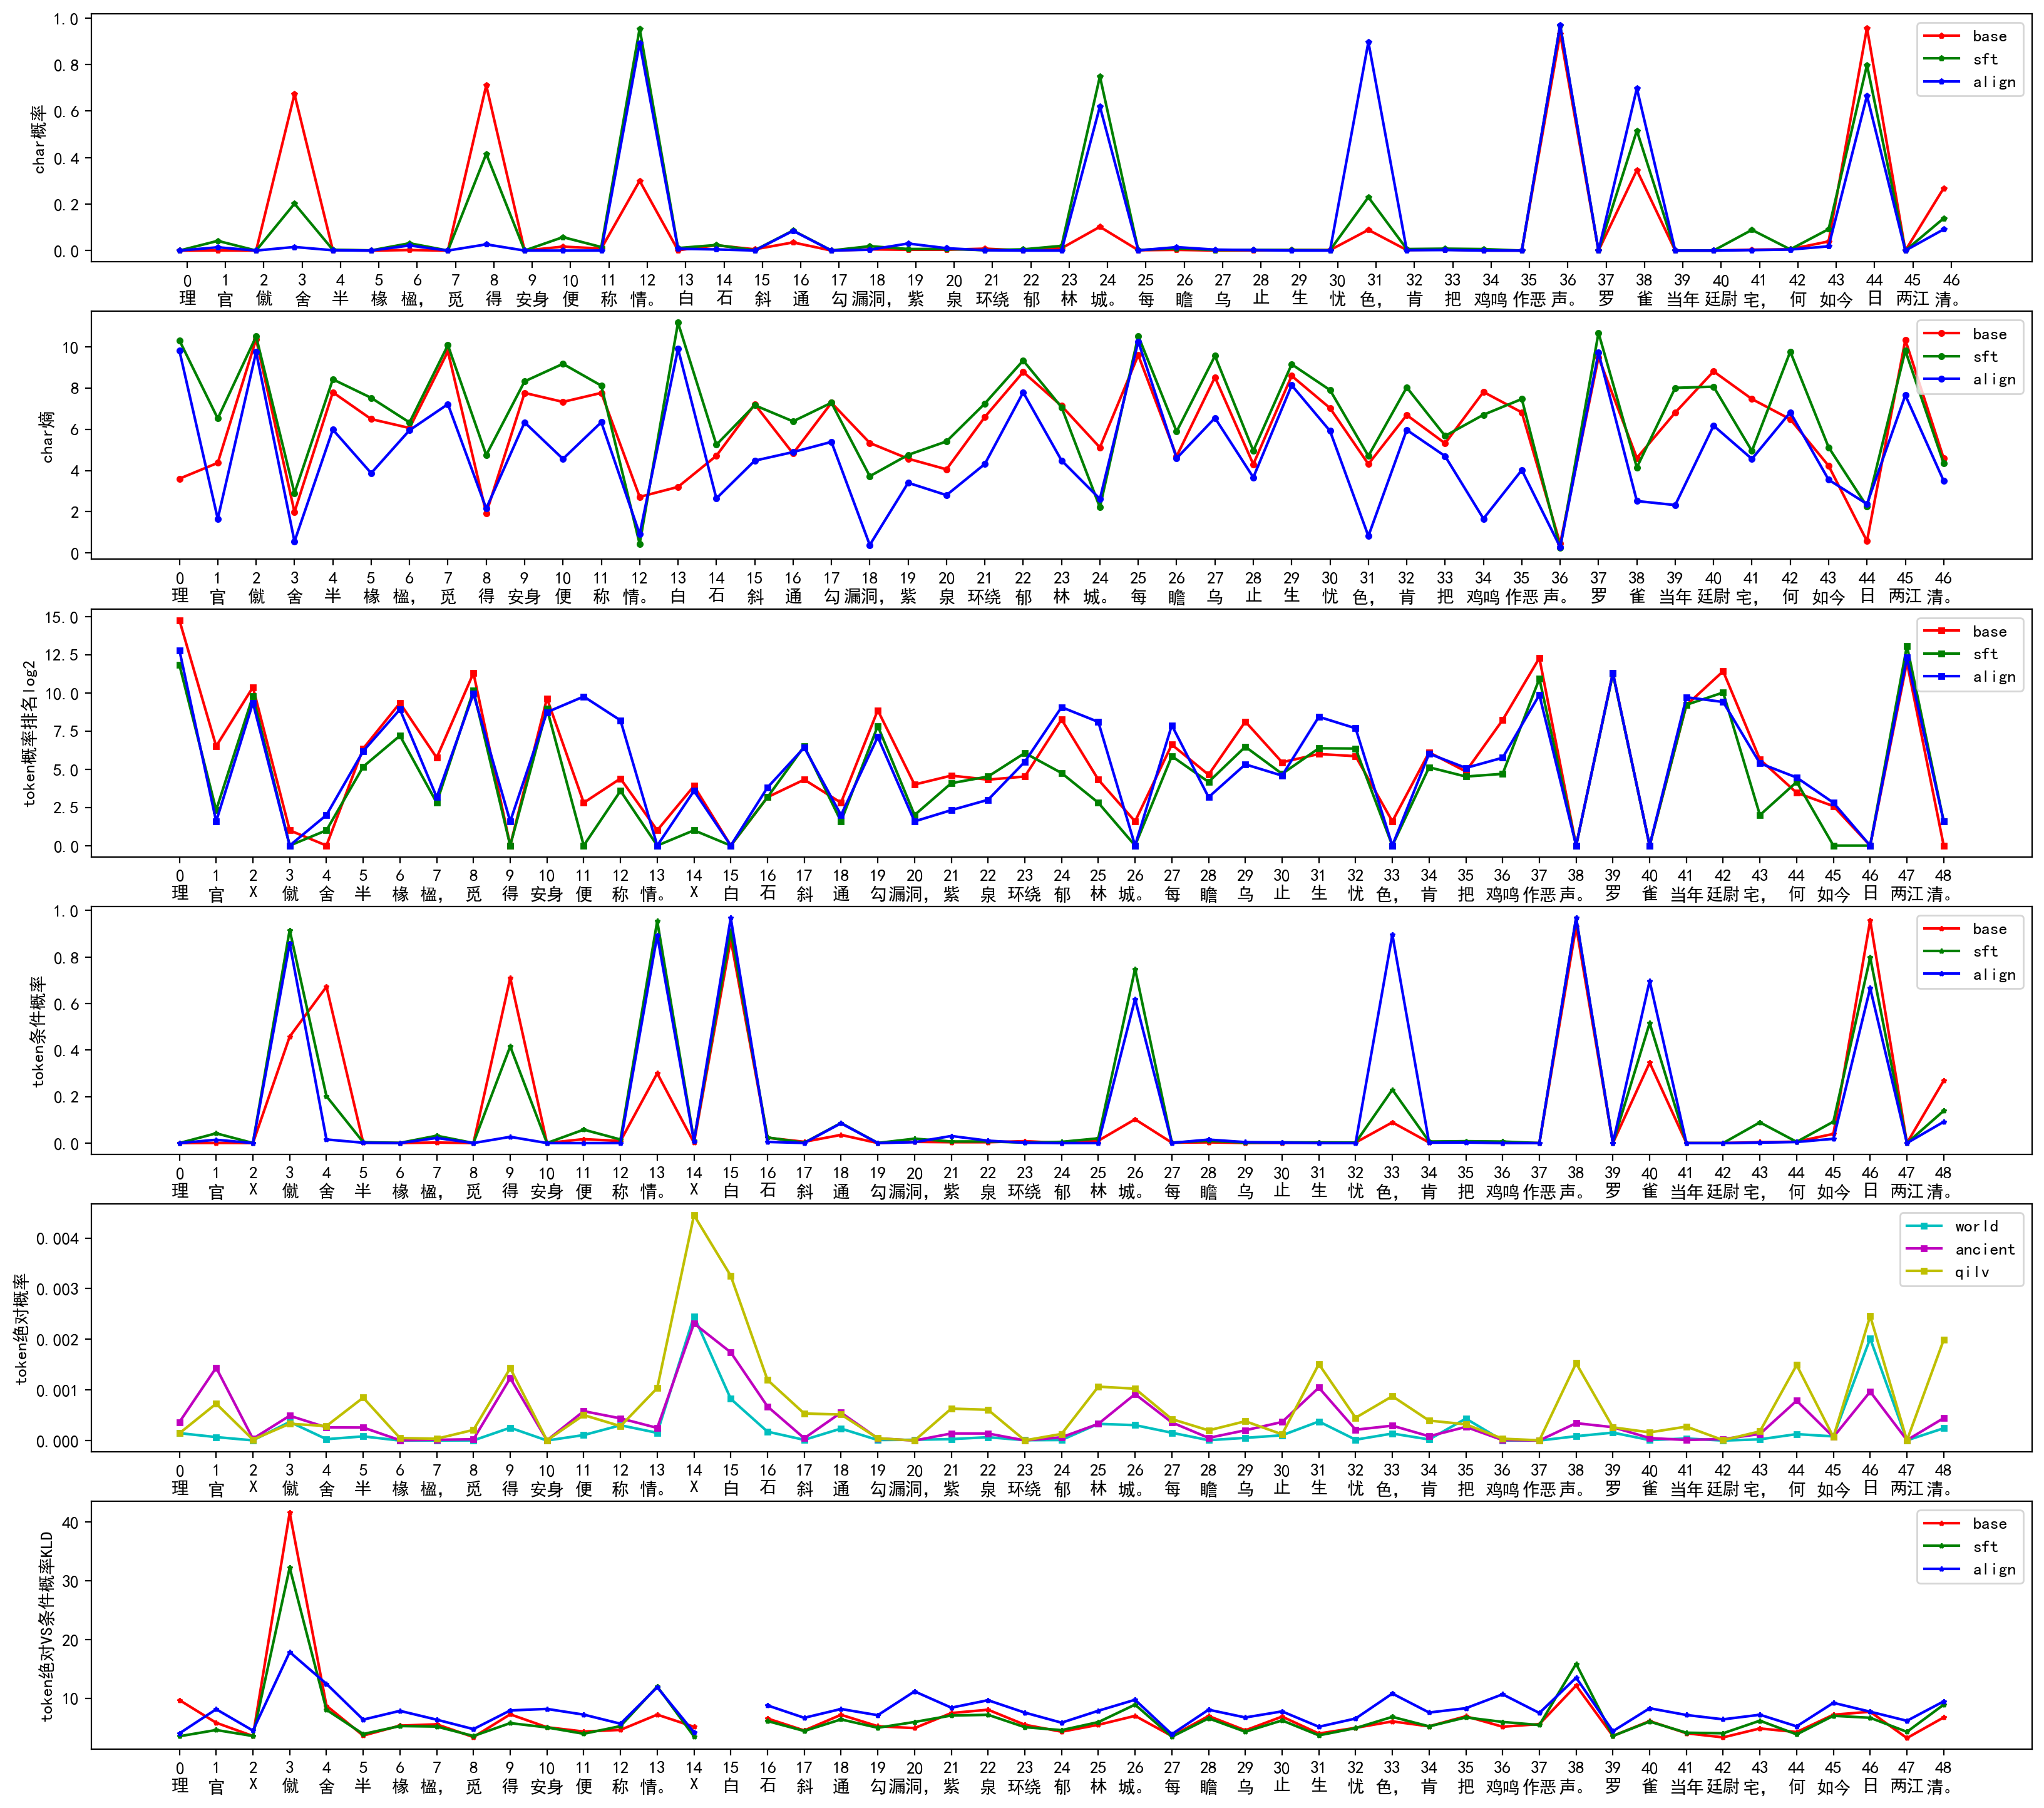 char概率
1.0
0.8
0.6
0.4
0.2
0.0
base
sft
align
0 1 2 3 4 5 6 7 8 9 10 11 12 13 14 15 16 17 18 19 20 21 22 23 24 25 26 27 28 29 30 31 32 33 34 35 36 37 38 39 40 41 42 43 44 45 46
理 官 僦 舍 半 椽 楹, 觅 得 安身 便 称 情。 白 石 斜 通 勾 漏洞, 紫 泉 环绕 郁 林 城。 每 瞻 乌 止 生 忧 色, 肯 把 鸡鸣 作恶 声。 罗 雀 当年 廷尉 宅, 何 如今 日 两江 清。
char熵
10
8
6
4
2
0
base
sft
align
0 1 2 3 4 5 6 7 8 9 10 11 12 13 14 15 16 17 18 19 20 21 22 23 24 25 26 27 28 29 30 31 32 33 34 35 36 37 38 39 40 41 42 43 44 45 46
理 官 僦 舍 半 椽 楹, 觅 得 安身 便 称 情。 白 石 斜 通 勾 漏洞, 紫 泉 环绕 郁 林 城。 每 瞻 乌 止 生 忧 色, 肯 把 鸡鸣 作恶 声。 罗 雀 当年 廷尉 宅, 何 如今 日 两江 清。
token概率排名log2
15.0
12.5
10.0
7.5
5.0
2.5
0.0
base
sft
align
0 1 2 3 4 5 6 7 8 9 10 11 12 13 14 15 16 17 18 19 20 21 22 23 24 25 26 27 28 29 30 31 32 33 34 35 36 37 38 39 40 41 42 43 44 45 46 47 48
理 官 X 僦 舍 半 椽 楹, 觅 得 安身 便 称 情。 X 白 石 斜 通 勾 漏洞, 紫 泉 环绕 郁 林 城。 每 瞻 乌 止 生 忧 色, 肯 把 鸡鸣 作恶 声。 罗 雀 当年 廷尉 宅, 何 如今 日 两江 清。
token条件概率
1.0
0.8
0.6
0.4
0.2
0.0
base
sft
align
0 1 2 3 4 5 6 7 8 9 10 11 12 13 14 15 16 17 18 19 20 21 22 23 24 25 26 27 28 29 30 31 32 33 34 35 36 37 38 39 40 41 42 43 44 45 46 47 48
理 官 X 僦 舍 半 椽 楹, 觅 得 安身 便 称 情。 X 白 石 斜 通 勾 漏洞, 紫 泉 环绕 郁 林 城。 每 瞻 乌 止 生 忧 色, 肯 把 鸡鸣 作恶 声。 罗 雀 当年 廷尉 宅, 何 如今 日 两江 清。
token绝对概率
0.004
0.003
0.002
0.001
0.000
world
ancient
qilv
0 1 2 3 4 5 6 7 8 9 10 11 12 13 14 15 16 17 18 19 20 21 22 23 24 25 26 27 28 29 30 31 32 33 34 35 36 37 38 39 40 41 42 43 44 45 46 47 48
理 官 X 僦 舍 半 椽 楹, 觅 得 安身 便 称 情。 X 白 石 斜 通 勾 漏洞, 紫 泉 环绕 郁 林 城。 每 瞻 乌 止 生 忧 色, 肯 把 鸡鸣 作恶 声。 罗 雀 当年 廷尉 宅, 何 如今 日 两江 清。
token绝对VS条件概率KLD
40
30
20
10
base
sft
align
0 1 2 3 4 5 6 7 8 9 10 11 12 13 14 15 16 17 18 19 20 21 22 23 24 25 26 27 28 29 30 31 32 33 34 35 36 37 38 39 40 41 42 43 44 45 46 47 48
理 官 X 僦 舍 半 椽 楹, 觅 得 安身 便 称 情。 X 白 石 斜 通 勾 漏洞, 紫 泉 环绕 郁 林 城。 每 瞻 乌 止 生 忧 色, 肯 把 鸡鸣 作恶 声。 罗 雀 当年 廷尉 宅, 何 如今 日 两江 清。